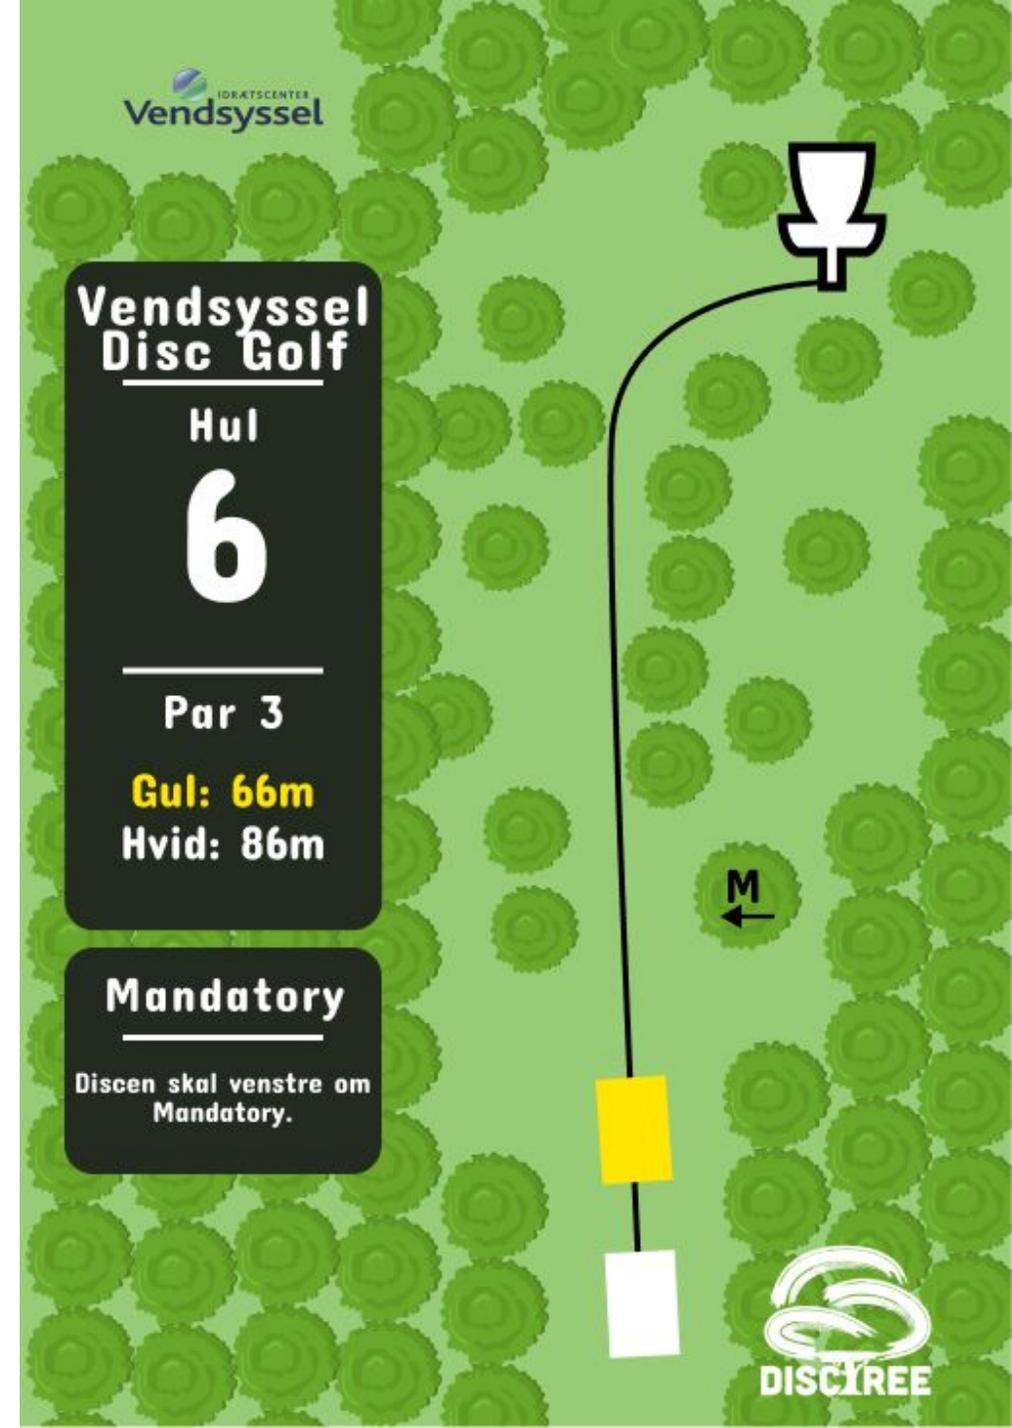 IDRÆTSCENTER
Vendsyssel
Vendsyssel
Disc Golf
Hul
6
Par 3
Gul: 66m
Hvid: 86m
M
Mandatory
Discen skal venstre om
Mandatory.
DISCTREE